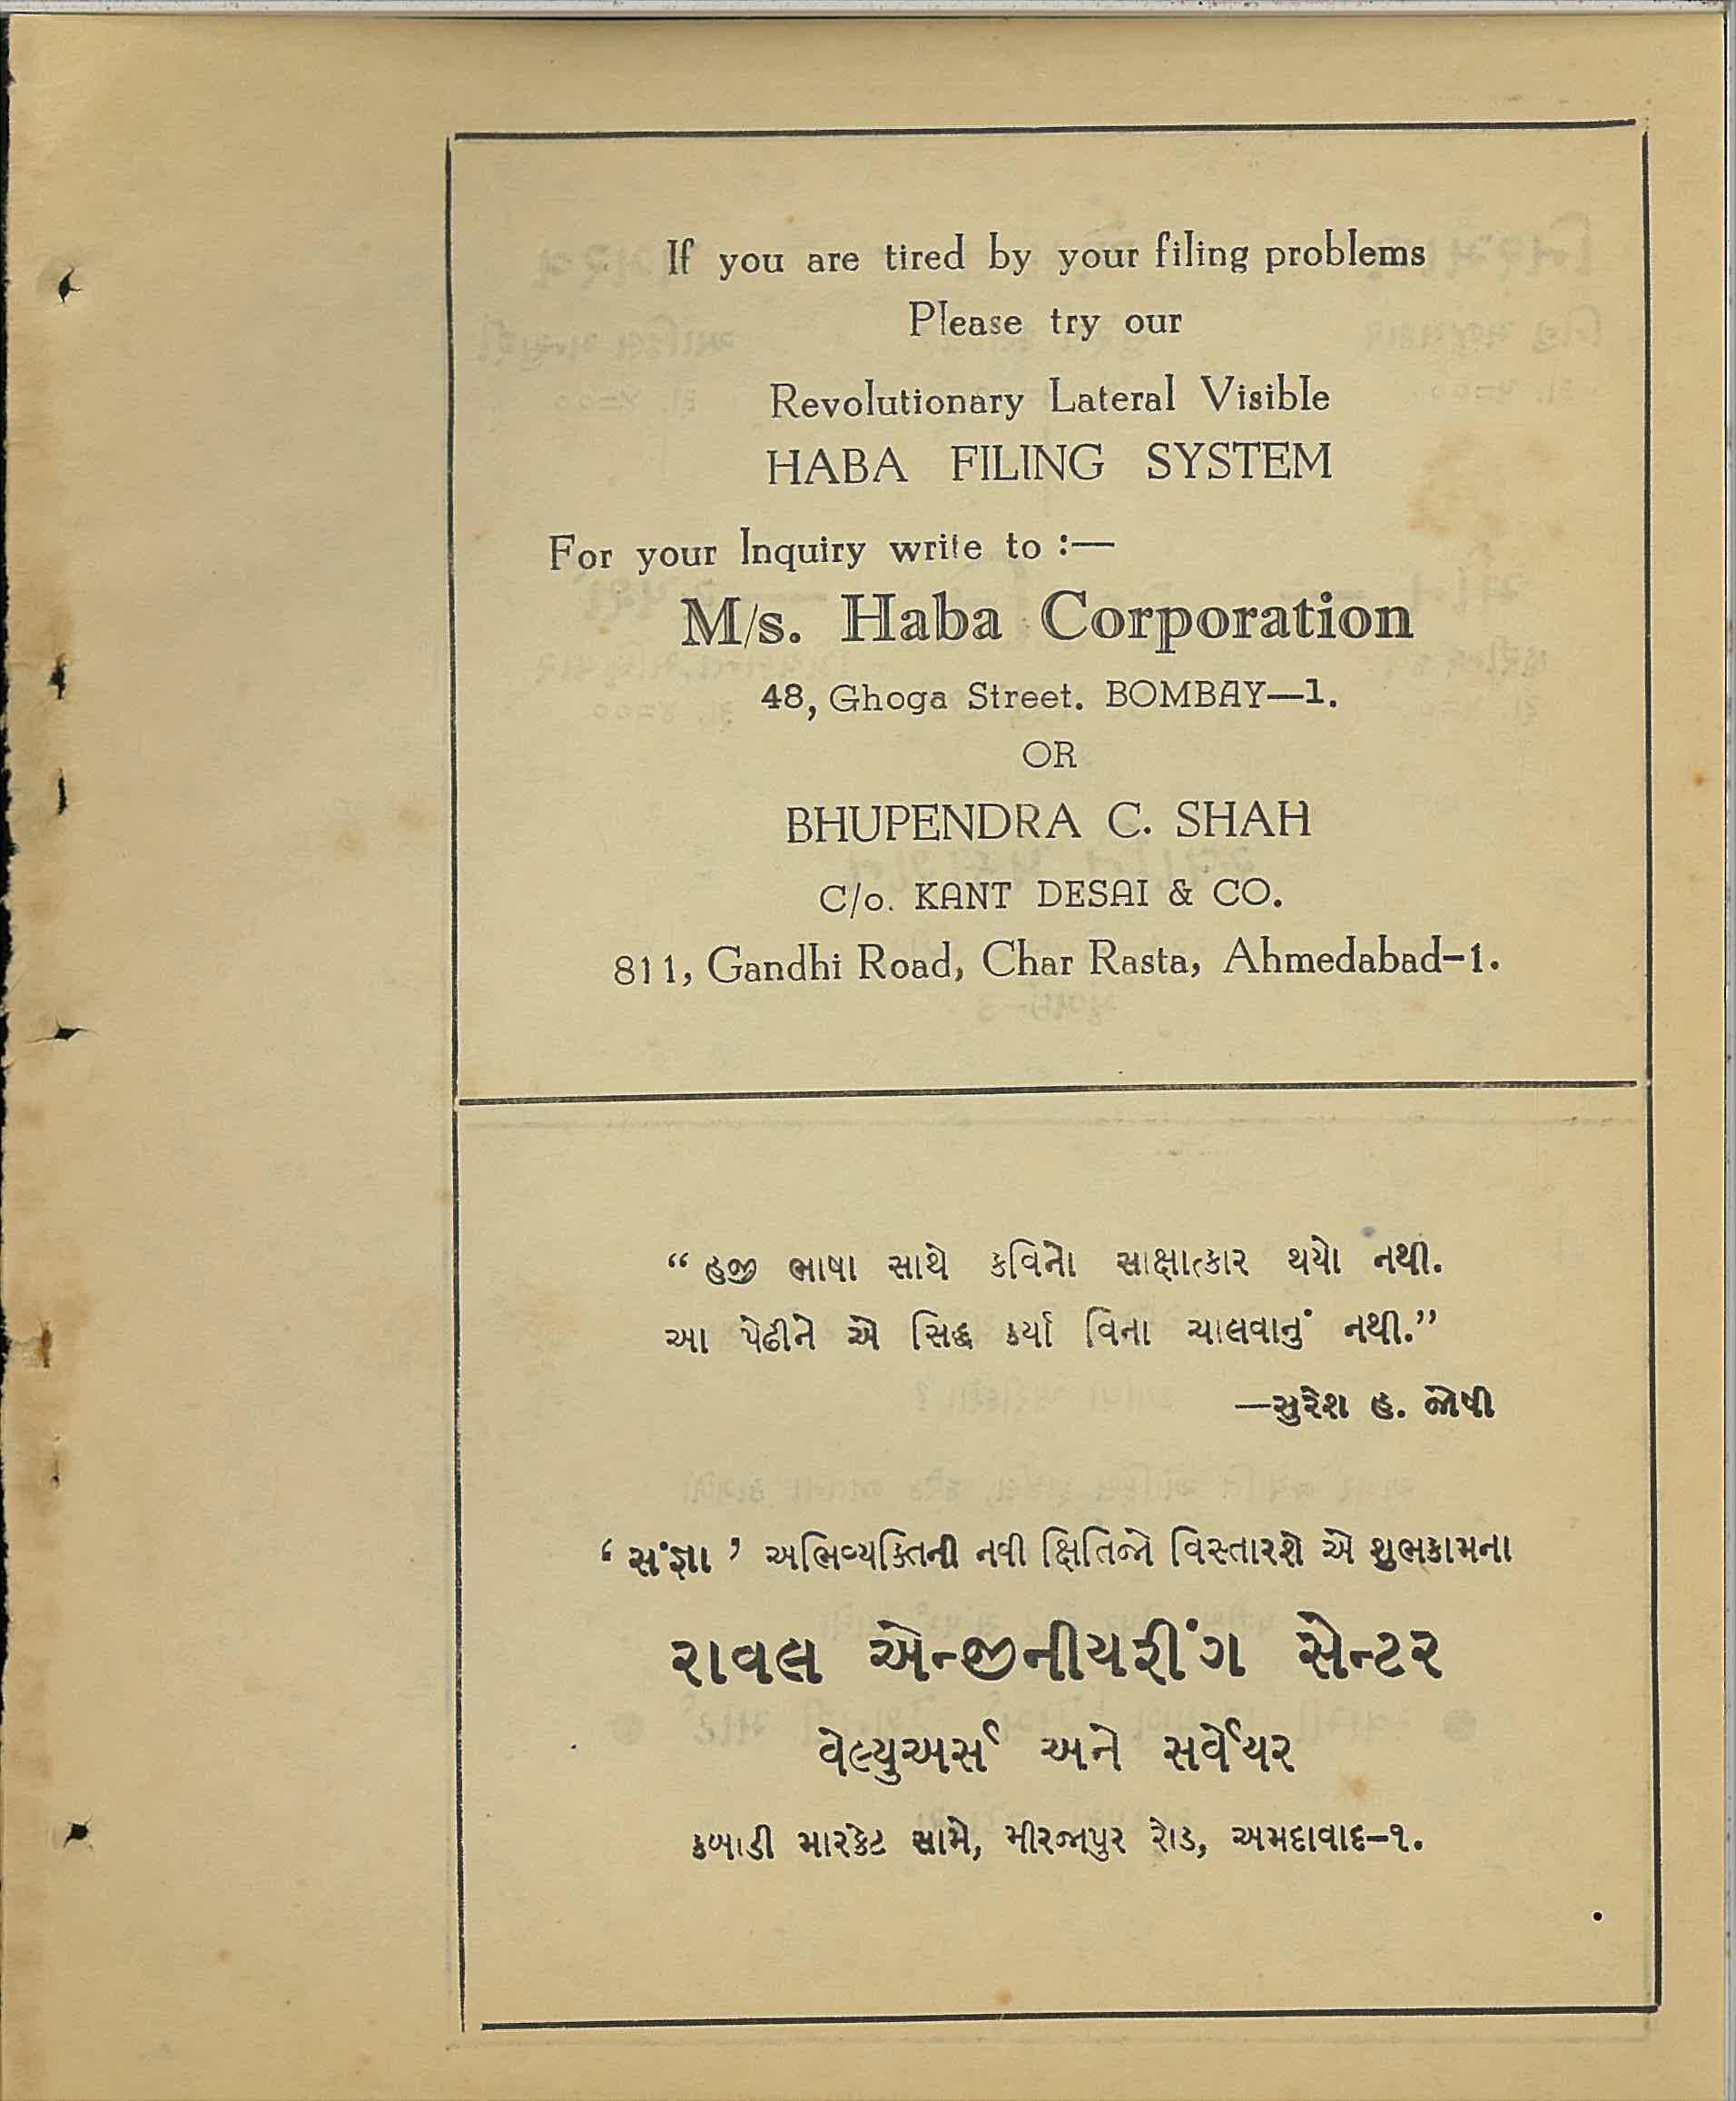 If you are tired by your filing problems
Please try our
Revolutionary Lateral Visible
HABA FILING SYSTEM
For your Inquiry write to :—
M/s. Haba Corporation
48, Ghoga Street. BOMBAY—1.
OR
BHUPENDRA C. SHAH
C/o. KANT DESAI & CO.
811, Gandhi Road, Char Rasta, Ahmedabad-1.
“ હજી ભાષા સાથે કવિનો સાક્ષાત્કાર થયો નથી.
આ પેઢીને એ સિદ્ધ કર્યા વિના ચાલવાનું નથી.”
—સુરેશ હ. જોષી
‘ સંજ્ઞા ’ અભિવ્યક્તિની નવી ક્ષિતિજો વિસ્તારશે એ શુભકામના
રાવલ એન્જીનીયરીંગ સેન્ટર
વેલ્યુઅર્સ અને સર્વેયર
કબાડી મારકેટ સામે, મીરજાપુર રોડ, અમદાવાદ-૧.